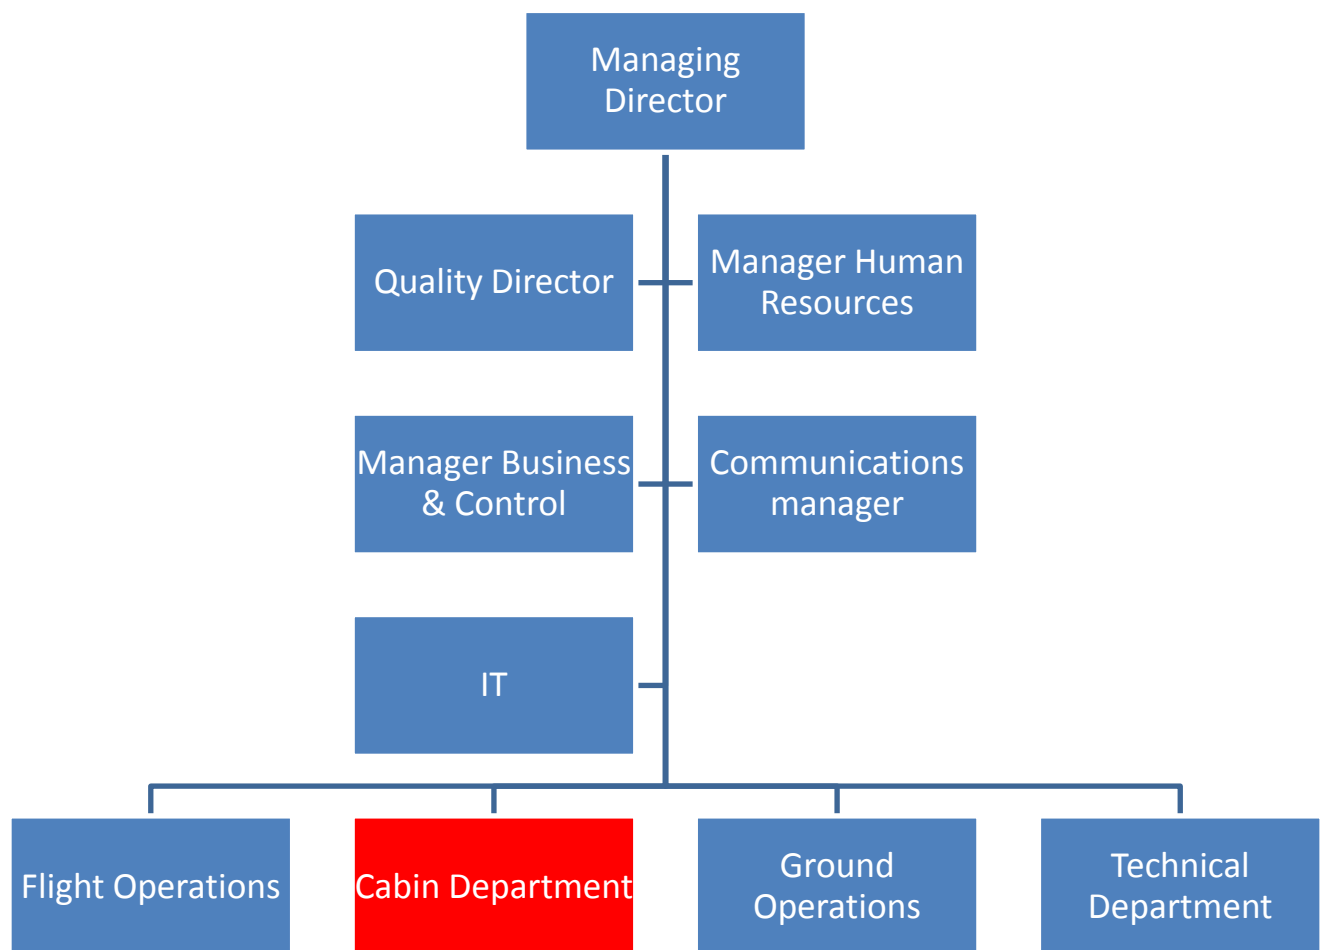 Managing
Director
Quality Director
Manager Human
Resources
Manager Business
& Control
Communications
manager
IT
Flight Operations
Cabin Department
Ground
Operations
Technical
Department